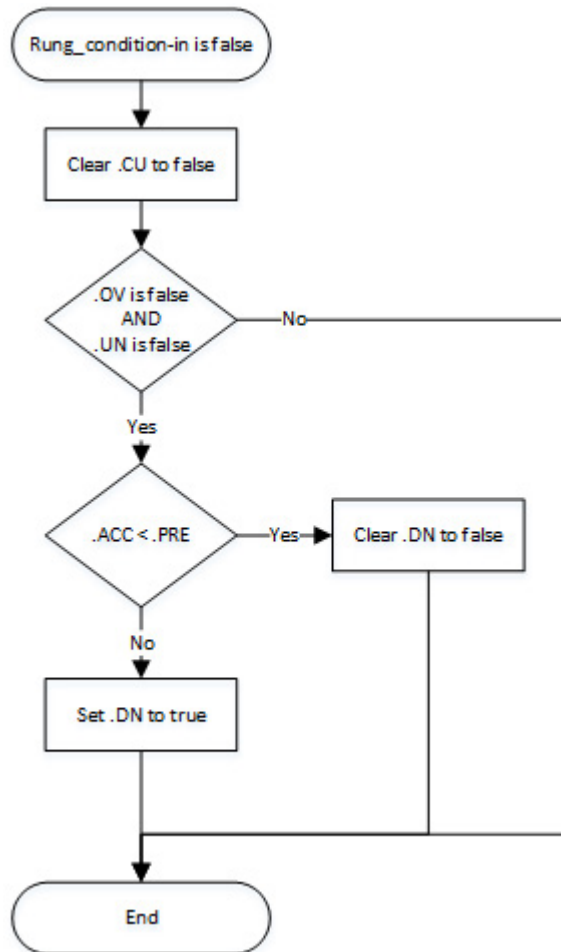 Rung_condition-in is false
Clear .CU to false
.OV is false
AND
.UN is false
No
Yes
.ACC < .PRE
Yes
Clear .DN to false
No
Set .DN to true
End